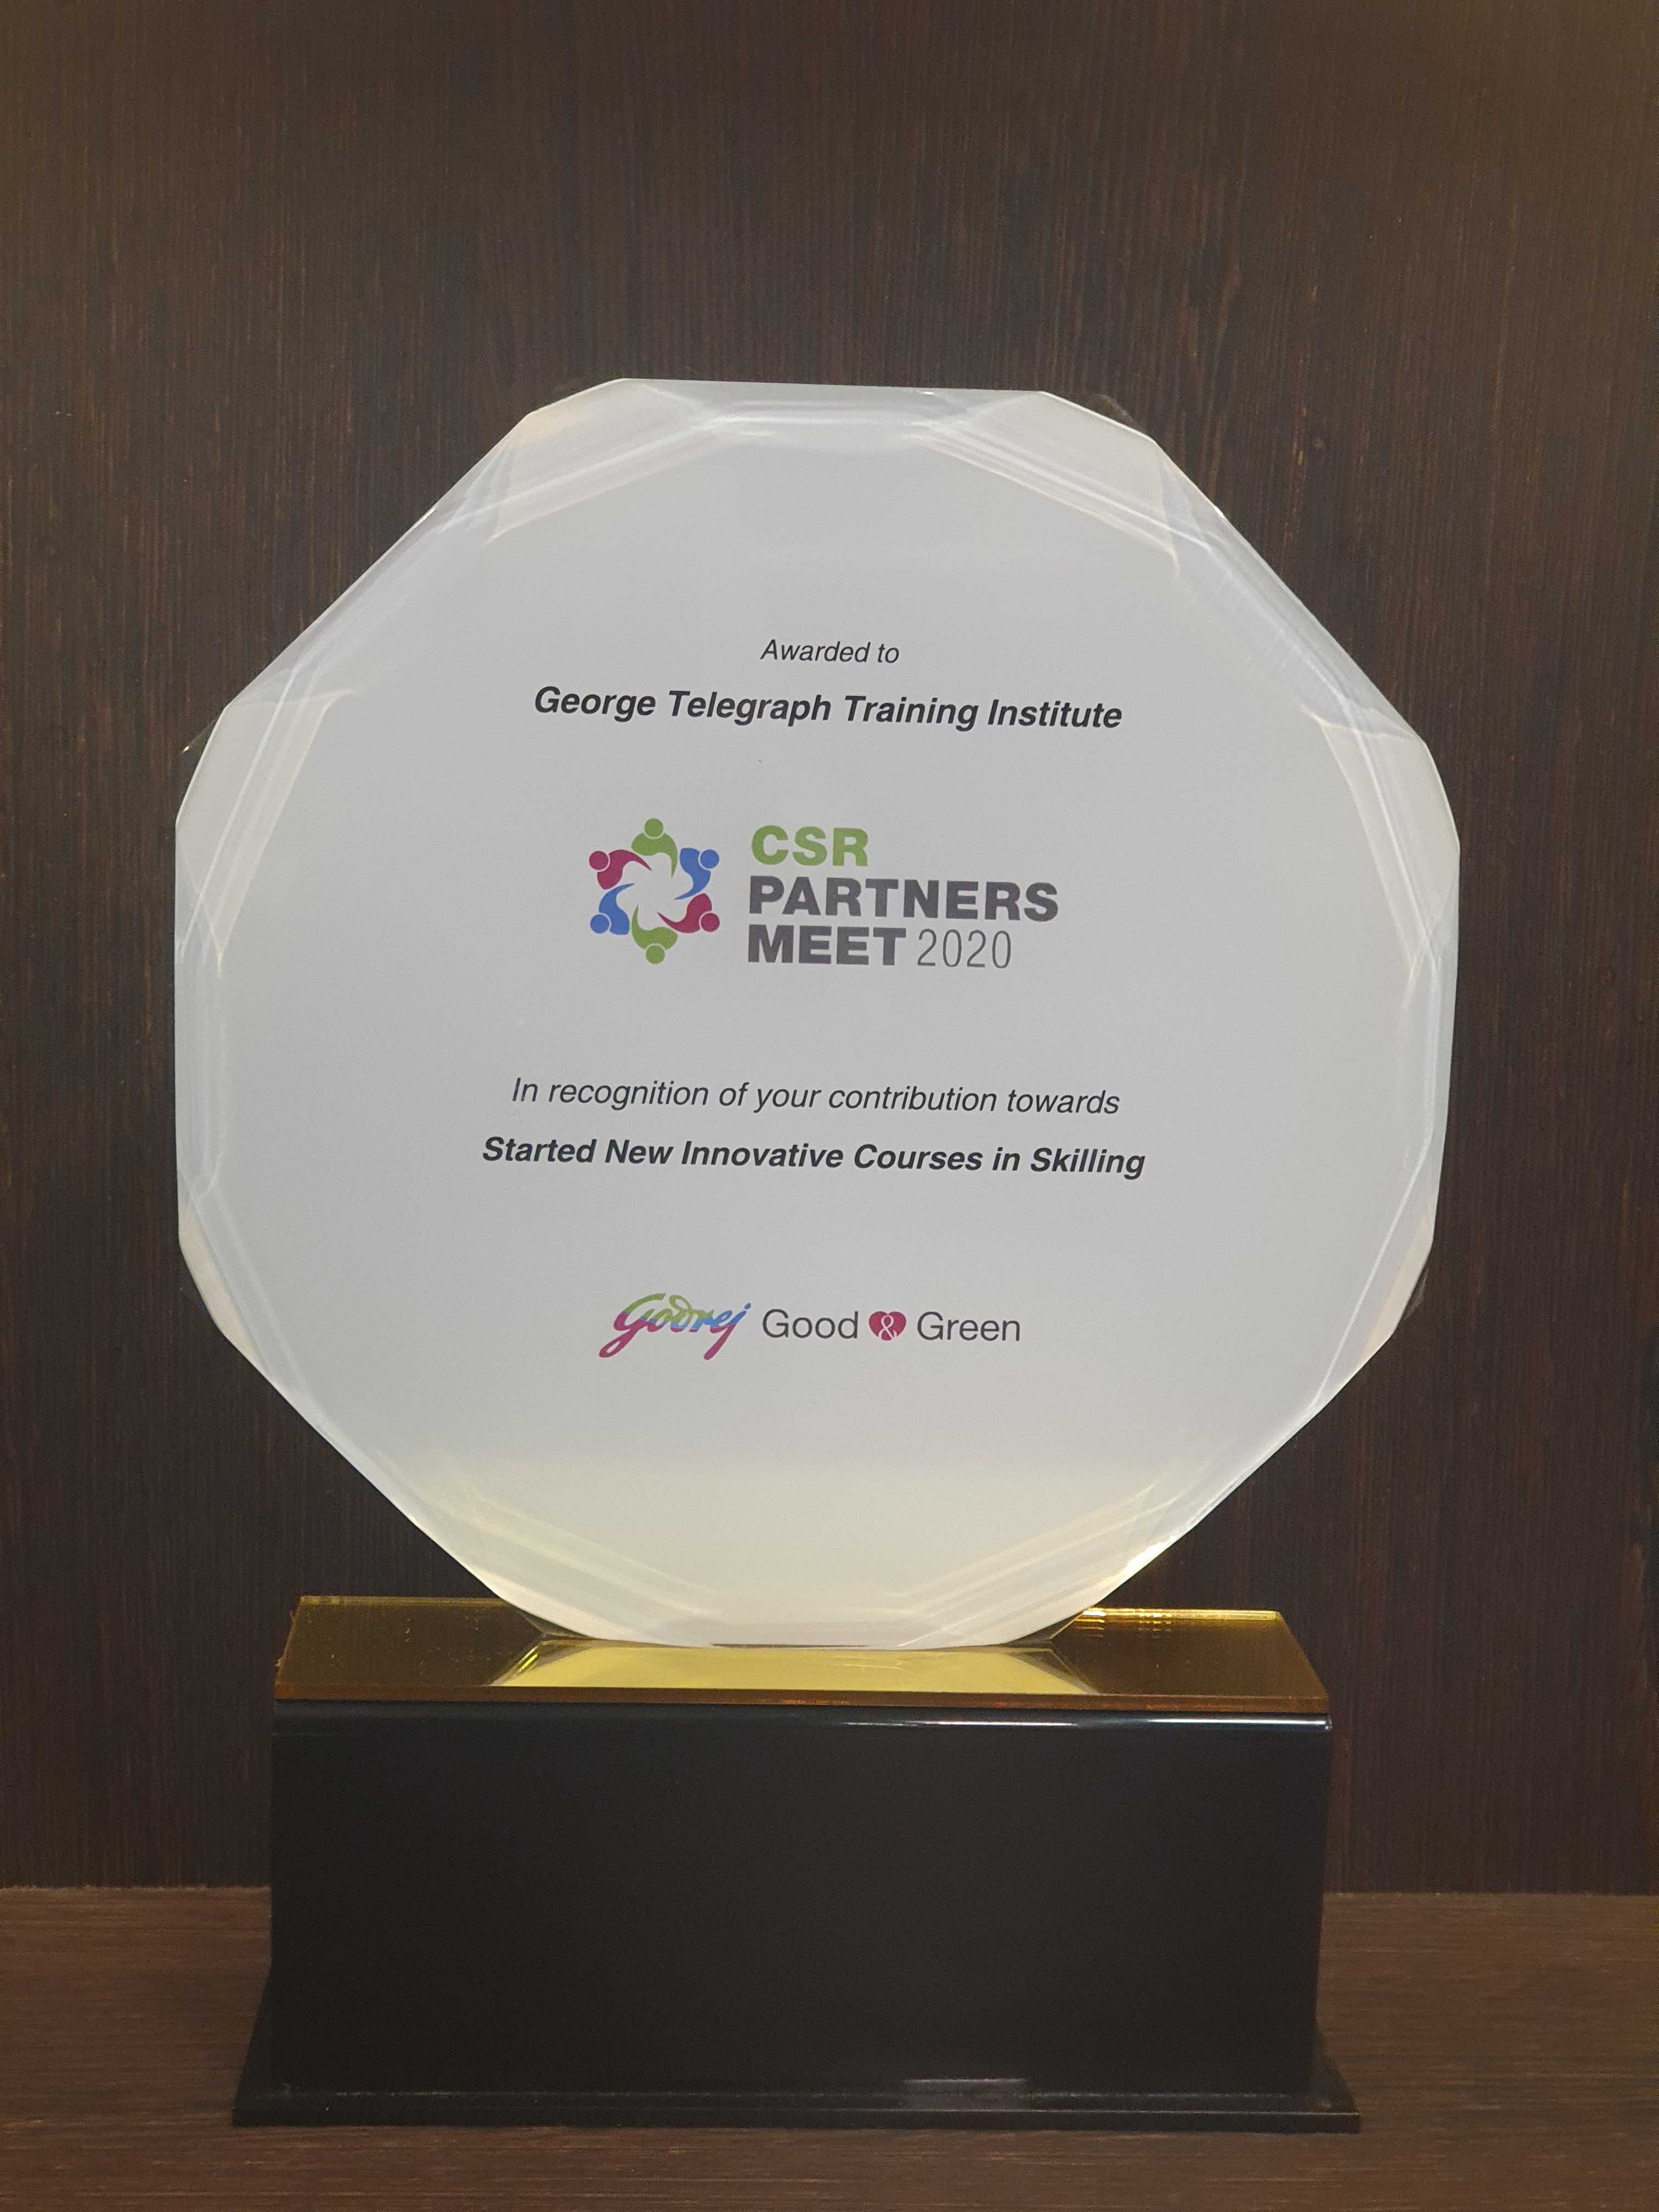 Awarded to
George Telegraph Training Institute
CSR
PARTNERS
MEET 2020
In recognition of your contribution towards
Started New Innovative Courses in Skilling
Godrej Good & Green